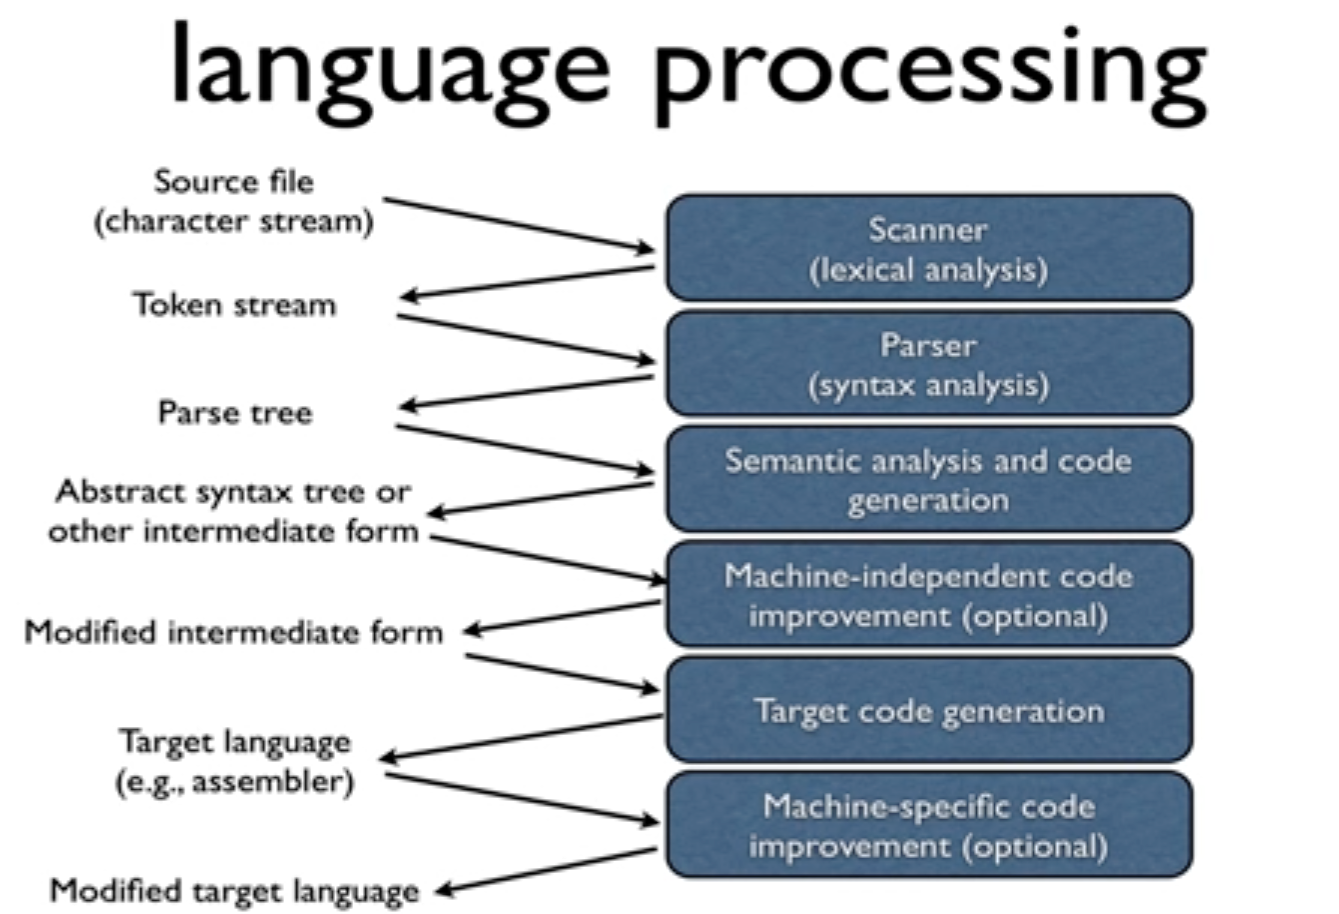 language processing
Source file
(character stream)
Scanner
(lexical analysis)
Token stream
Parser
(syntax analysis)
Parse tree
Semantic analysis and code
generation
Abstract syntax tree or
other intermediate form
Machine-independent code
improvement (optional)
Modified intermediate form
Target code generation
Target language
(e.g., assembler)
Machine-specific code
improvement (optional)
Modified target language